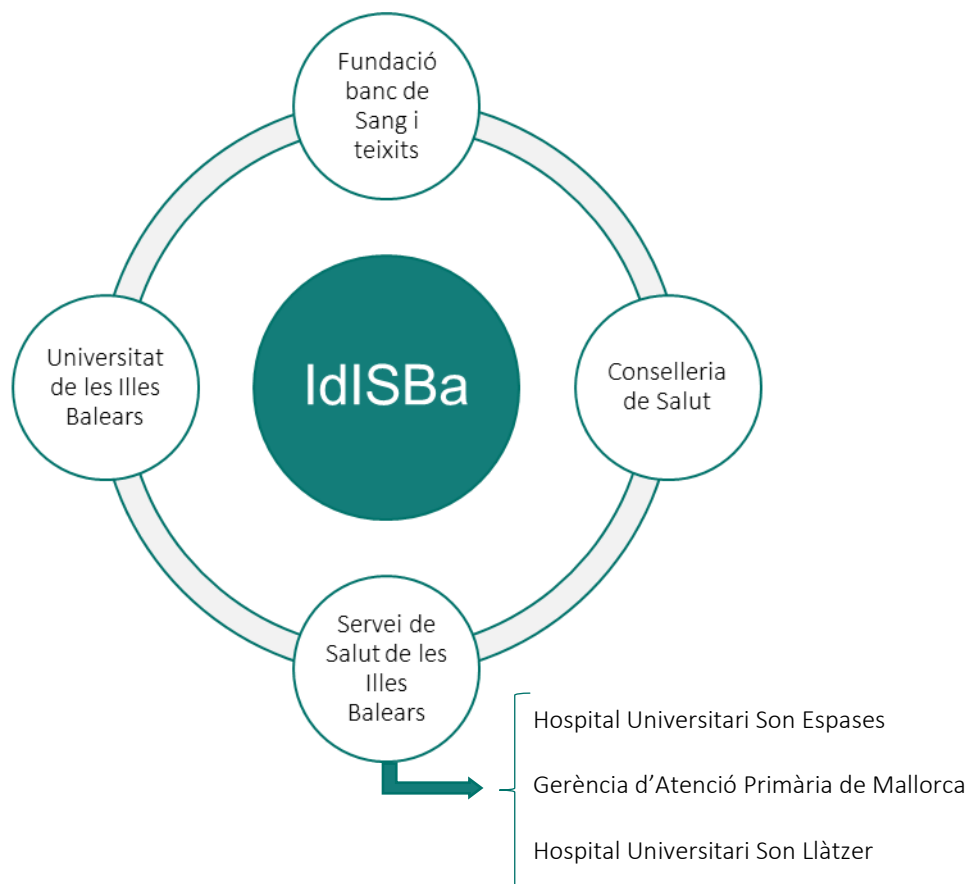 Fundació
banc de
Sang i
teixits
Universitat
de les Illes
Balears
IdISBa
Conselleria
de Salut
Servei de
Salut de les
Illes
Balears
Hospital Universitari Son Espases
Gerència d’Atenció Primària de Mallorca
Hospital Universitari Son Llàtzer